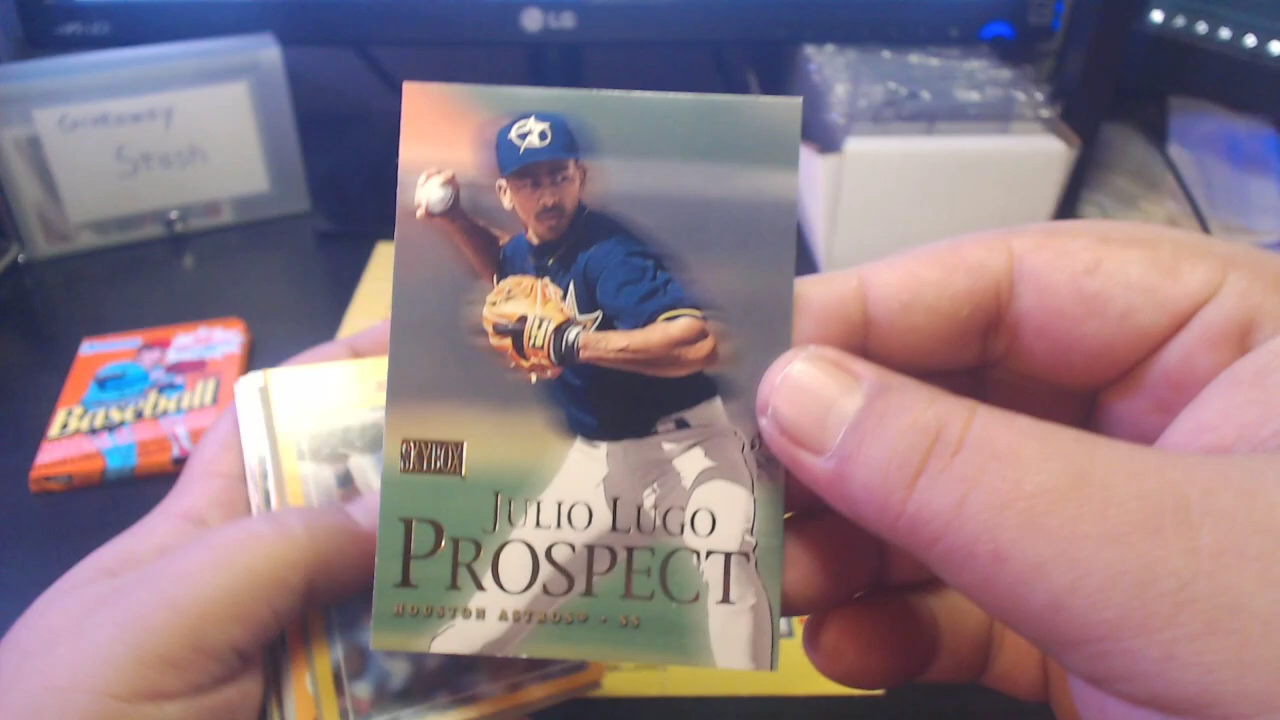 LG
Giveaway
Stash
Baseball
SKYBOX
JULIO LUGO
PROSPECT
HOUSTON ASTROS® • SS